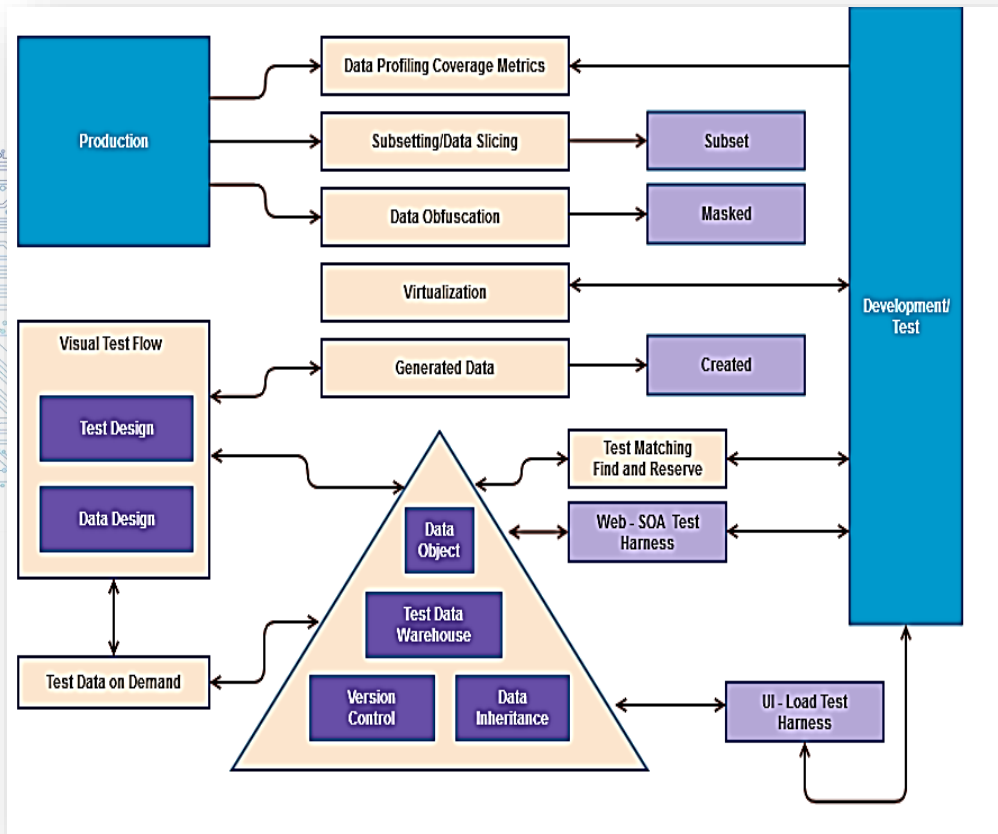 Data Profiling Coverage Metrics
Production
Subsetting/Data Slicing
Subset
Data Obfuscation
Masked
Virtualization
Development/
Test
Visual Test Flow
Generated Data
Created
Test Design
Test Matching
Find and Reserve
Data Design
Data
Object
Web - SOA Test
Harness
Test Data
Warehouse
Test Data on Demand
Version
Control
Data
Inheritance
UI - Load Test
Harness